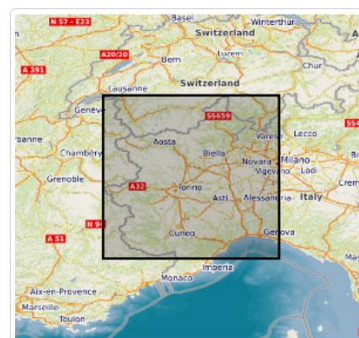 N 57 - E23
Basel
Winterthur
A20/20
Switzerland
A 391
Bern
Luzern
Chur
Lausanne
Switzerland
Genève
SS659
Varese
Lecco
Chambéry
Aosta
Biella
Novara
Milano
Vigevano
Lodi
Grenoble
A32
Torino
Asti
Alessandria
Italy
A 51
Cuneo
Genova
Imperia
Monaco
Aix-en-Provence
Marseille
Toulon